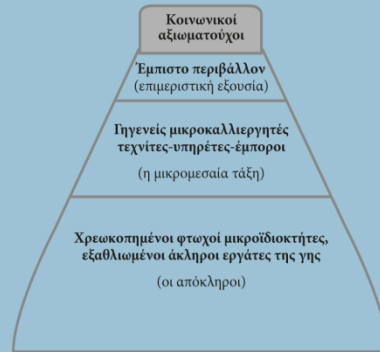 Κοινωνικοί
αξιωματούχοι
Έμπιστο περιβάλλον
(επιμεριστική εξουσία)
Γηγενείς μικροκαλλιεργητές
τεχνίτες-υπηρέτες-έμποροι
(η μικρομεσαία τάξη)
Χρεωκοπημένοι φτωχοί μικροϊδιοκτήτες,
εξαθλιωμένοι άκληροι εργάτες της γης
(οι απόκληροι)